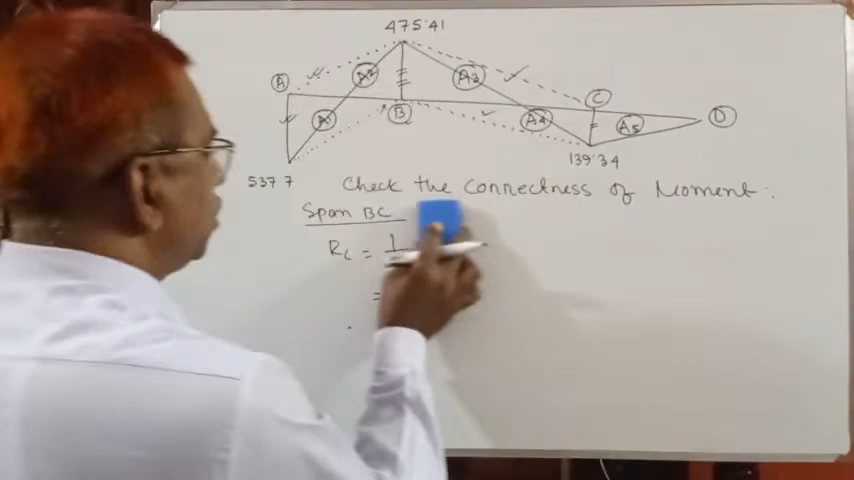 475.41
A
A2
A3
B
C
D
A1
A4
A5
537.7
139.34
Check the Correctness of Moment:
Span BC
Rc = 1
=